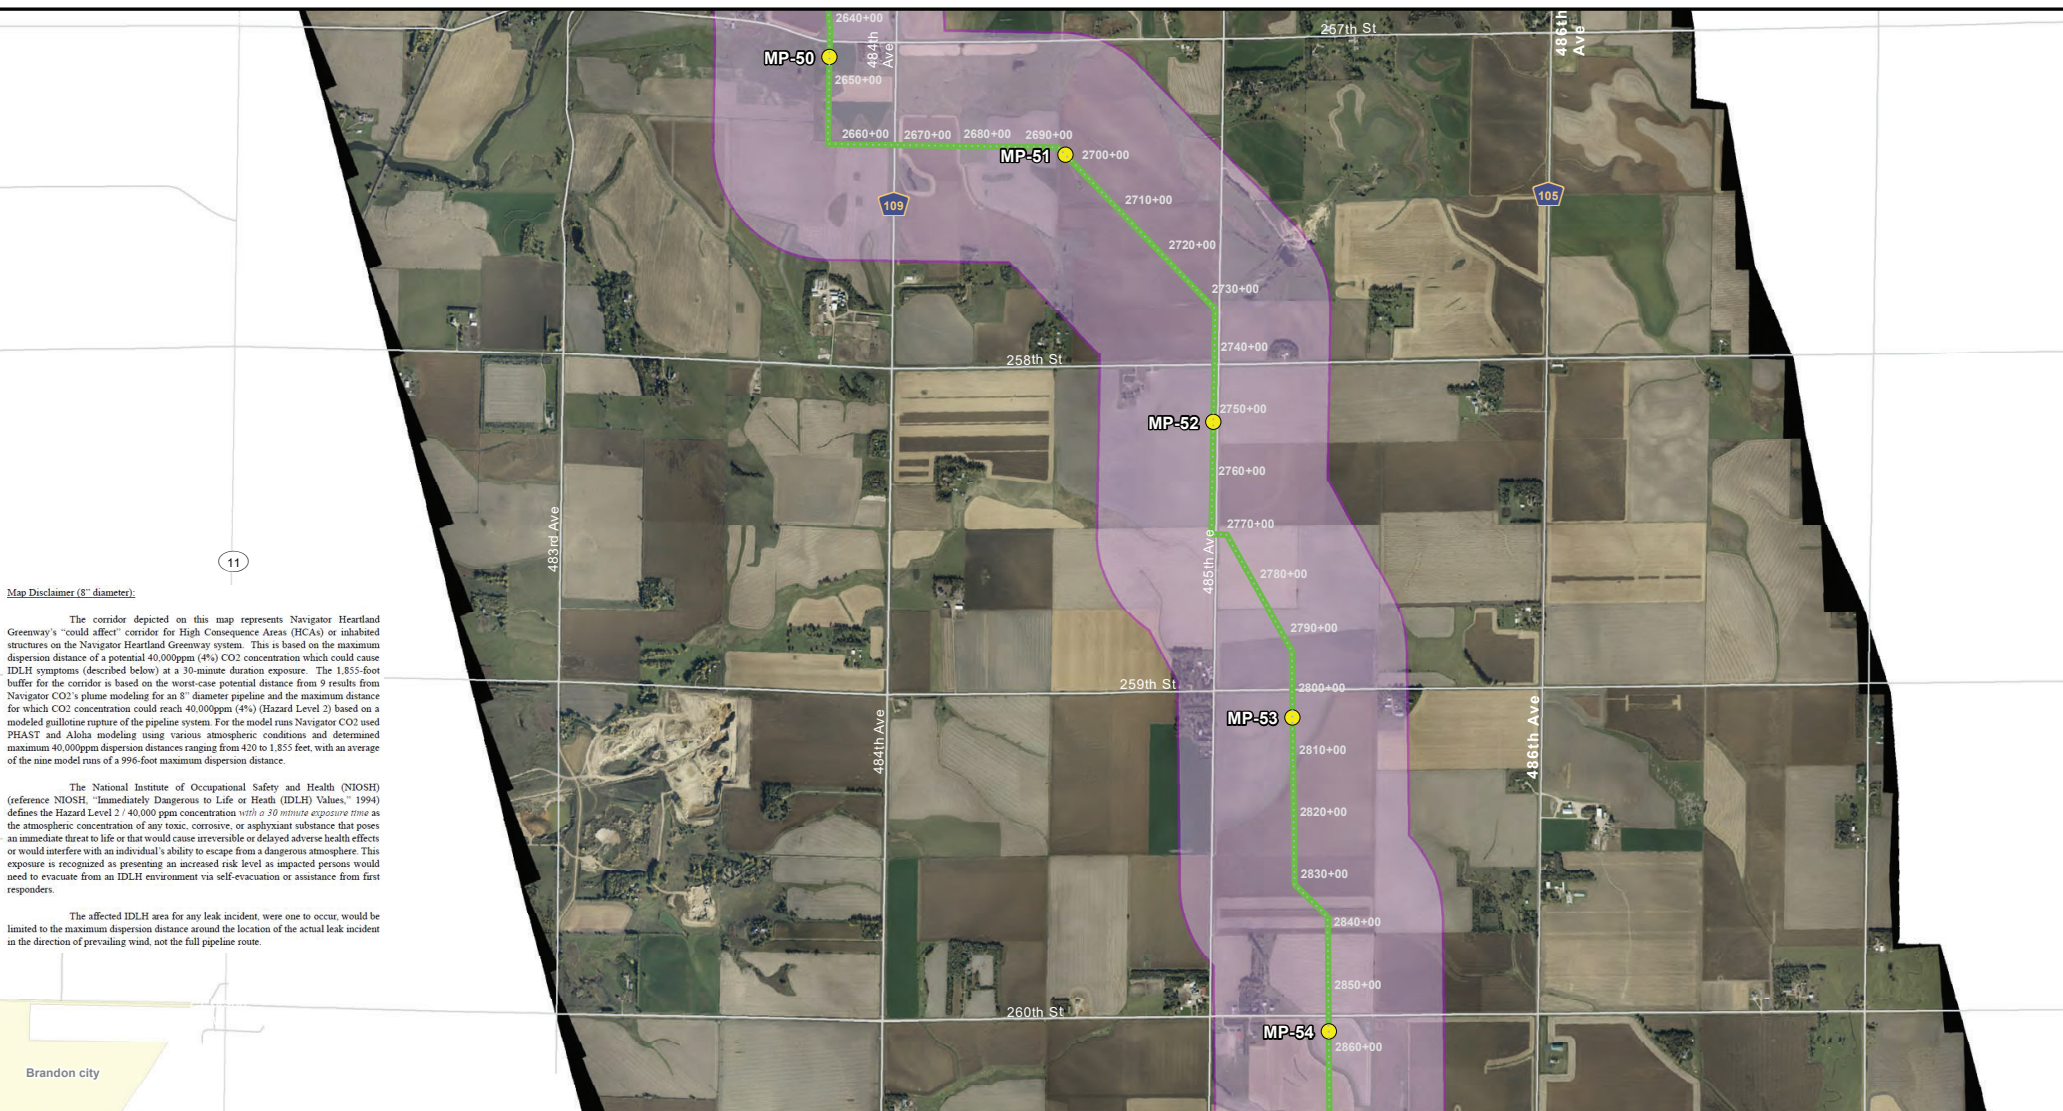 2640+00
257th St
486th
Ave
484th
Ave
MP-50
2650+00
2660+00
2670+00
2680+00
2690+00
MP-51
2700+00
109
105
2710+00
2720+00
2730+00
2740+00
258th St
2750+00
MP-52
2760+00
483rd Ave
2770+00
485th Ave
2780+00
11
Map Disclaimer (8" diameter):
The corridor depicted on this map represents Navigator Heartland
Greenway's "could affect" corridor for High Consequence Areas (HCAs) or inhabited
structures on the Navigator Heartland Greenway system. This is based on the maximum
dispersion distance of a potential 40,000ppm (4%) CO2 concentration which could cause
IDLH symptoms (described below) at a 30-minute duration exposure. The 1,855-foot
buffer for the corridor is based on the worst-case potential distance from 9 results from
Navigator CO2's plume modeling for an 8" diameter pipeline and the maximum distance
for which CO2 concentration could reach 40,000ppm (4%) (Hazard Level 2) based on a
modeled guillotine rupture of the pipeline system. For the model runs Navigator CO2 used
PHAST and Aloha modeling using various atmospheric conditions and determined
maximum 40,000ppm dispersion distances ranging from 420 to 1,855 feet, with an average
of the nine model runs of a 996-foot maximum dispersion distance.
The National Institute of Occupational Safety and Health (NIOSH)
(reference NIOSH, "Immediately Dangerous to Life or Heath (IDLH) Values," 1994)
defines the Hazard Level 2 / 40,000 ppm concentration with a 30 minute exposure time as
the atmospheric concentration of any toxic, corrosive, or asphyxiant substance that poses
an immediate threat to life or that would cause irreversible or delayed adverse health effects
or would interfere with an individual's ability to escape from a dangerous atmosphere. This
exposure is recognized as presenting an increased risk level as impacted persons would
need to evacuate from an IDLH environment via self-evacuation or assistance from first
responders.
The affected IDLH area for any leak incident, were one to occur, would be
limited to the maximum dispersion distance around the location of the actual leak incident
in the direction of prevailing wind, not the full pipeline route.
2790+00
259th St
2800+00
MP-53
484th Ave
486th Ave
2810+00
2820+00
2830+00
2840+00
2850+00
260th St
MP-54
2860+00
Brandon city